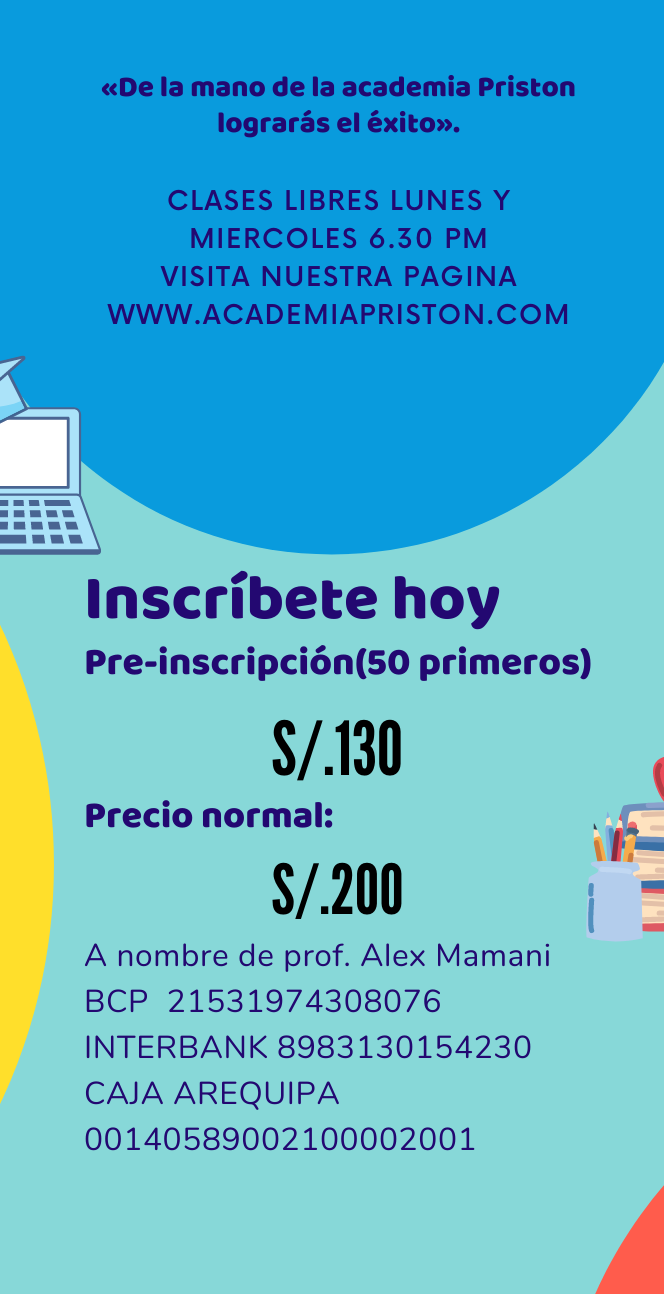 «De la mano de la academia Priston
lograrás el éxito».
CLASES LIBRES LUNES Y
MIERCOLES 6.30 PM
VISITA NUESTRA PAGINA
WWW.ACADEMIAPRISTON.COM
Inscríbete hoy
Pre-inscripción(50 primeros)
S/.130
Precio normal:
S/.200
A nombre de prof. Alex Mamani
BCP  21531974308076
INTERBANK 8983130154230
CAJA AREQUIPA
00140589002100002001